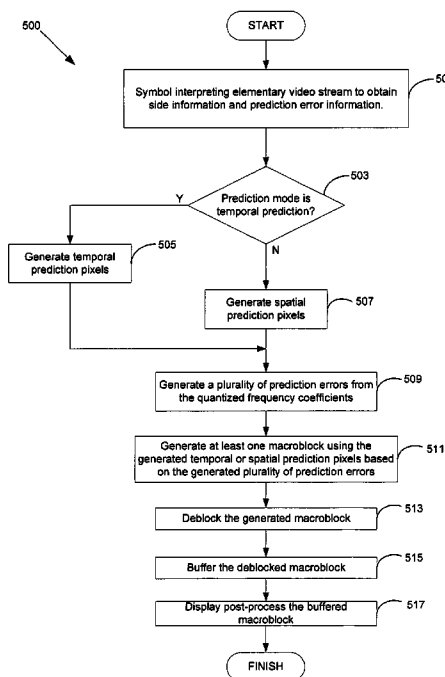 500
START
Symbol interpreting elementary video stream to obtain
side information and prediction error information.
503
Prediction mode is
temporal prediction?
Y
N
505
Generate temporal
prediction pixels
Generate spatial
prediction pixels
507
Generate a plurality of prediction errors from
the quantized frequency coefficients
509
Generate at least one macroblock using the
generated temporal or spatial prediction pixels based
on the generated plurality of prediction errors
511
Deblock the generated macroblock
513
Buffer the deblocked macroblock
515
Display post-process the buffered
macroblock
517
FINISH